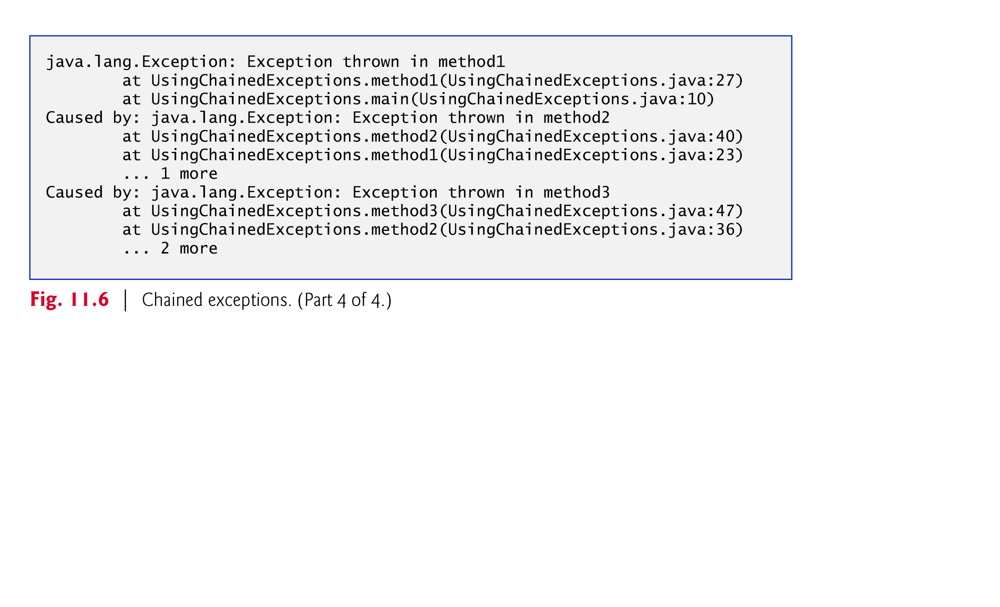 java.lang.Exception: Exception thrown in method1
        at UsingChainedExceptions.method1(UsingChainedExceptions.java:27)
        at UsingChainedExceptions.main(UsingChainedExceptions.java:10)
Caused by: java.lang.Exception: Exception thrown in method2
        at UsingChainedExceptions.method2(UsingChainedExceptions.java:40)
        at UsingChainedExceptions.method1(UsingChainedExceptions.java:23)
        ... 1 more
Caused by: java.lang.Exception: Exception thrown in method3
        at UsingChainedExceptions.method3(UsingChainedExceptions.java:47)
        at UsingChainedExceptions.method2(UsingChainedExceptions.java:36)
        ... 2 more
Fig. 11.6 | Chained exceptions. (Part 4 of 4.)